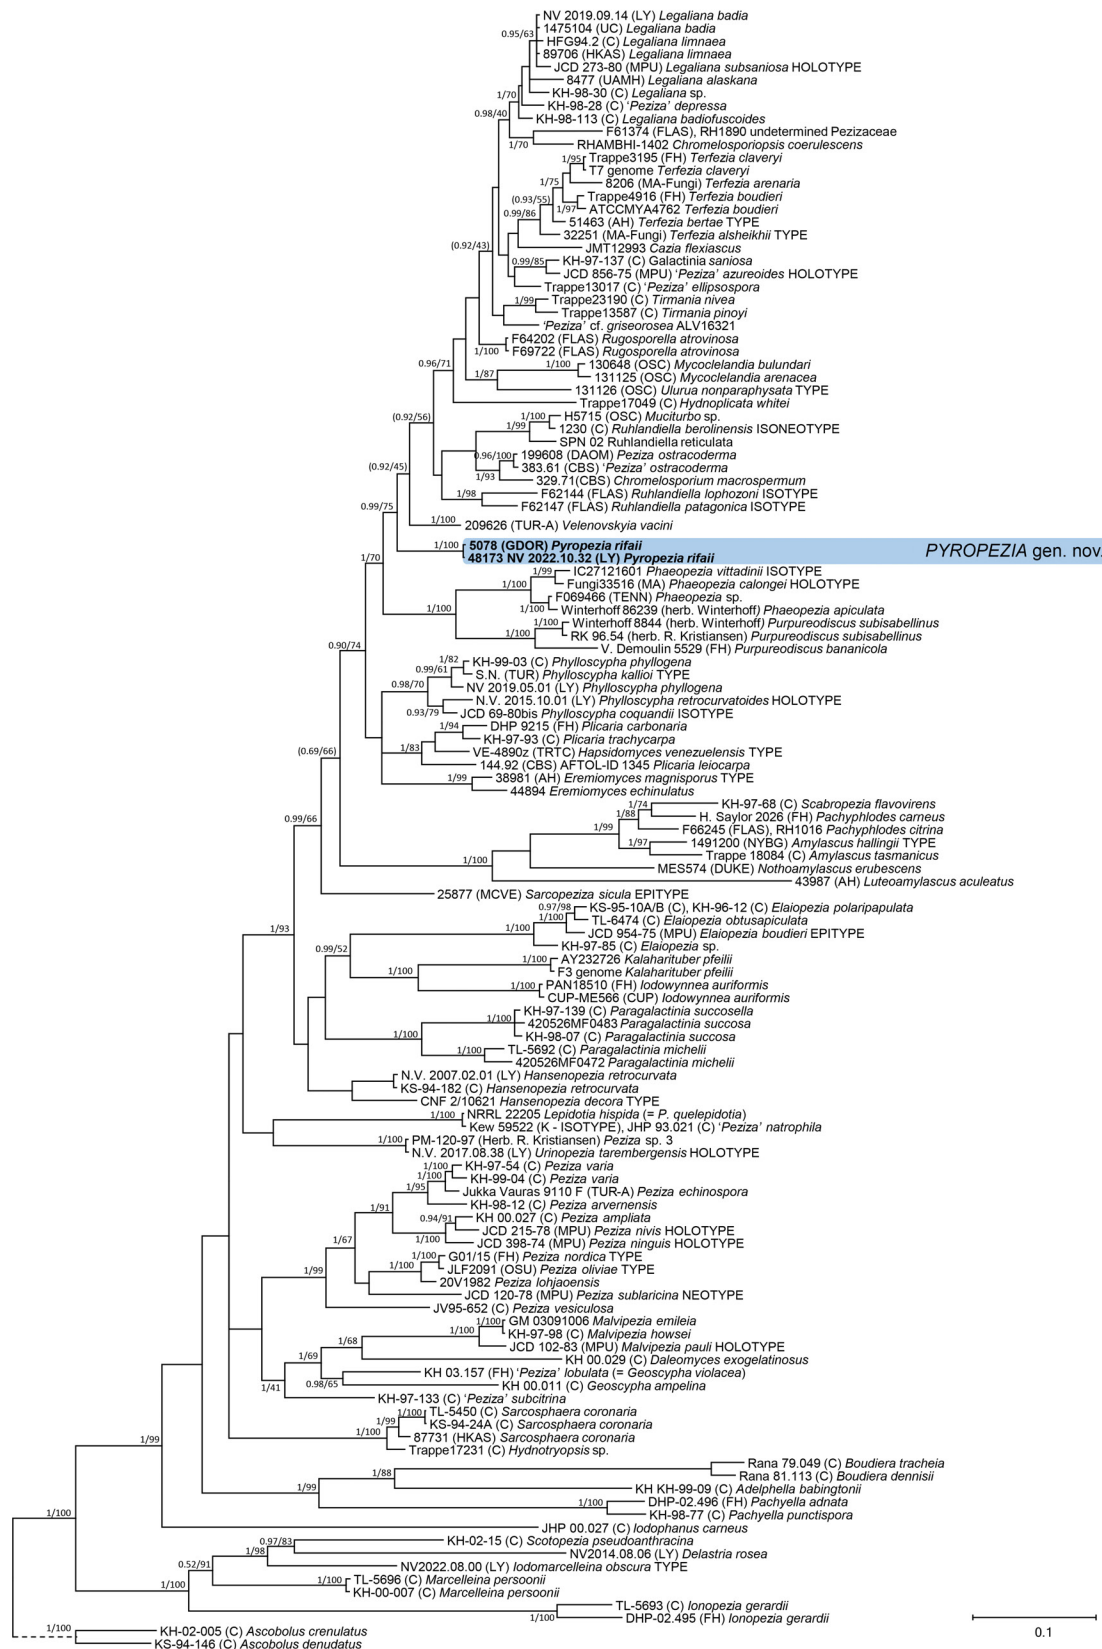 NV 2019.09.14 (LY) Legaliana badia
0.95/63
1475104 (UC) Legaliana badia
HFG94.2 (C) Legaliana limnaea
89706 (HKAS) Legaliana limnaea
JCD 273-80 (MPU) Legaliana subsaniosa HOLOTYPE
8477 (UAMH) Legaliana alaskana
KH-98-30 (C) Legaliana sp.
1/70
KH-98-28 (C) 'Peziza' depressa
0.98/40
KH-98-113 (C) Legaliana badiofuscoides
F61374 (FLAS), RH1890 undetermined Pezizaceae
1/70
RHAMBHI-1402 Chromelosporiopsis coerulescens
1/95
Trappe3195 (FH) Terfezia claveryi
T7 genome Terfezia claveryi
1/75
8206 (MA-Fungi) Terfezia arenaria
(0.93/55)
Trappe4916 (FH) Terfezia boudieri
1/97
ATCCMYA4762 Terfezia boudieri
0.99/86
51463 (AH) Terfezia bertae TYPE
32251 (MA-Fungi) Terfezia alsheikhii TYPE
(0.92/43)
JMT12993 Cazia flexiascus
0.99/85
KH-97-137 (C) Galactinia saniosa
JCD 856-75 (MPU) 'Peziza' azureoides HOLOTYPE
Trappe13017 (C) 'Peziza' ellipsospora
1/99
Trappe23190 (C) Tirmania nivea
Trappe13587 (C) Tirmania pinoyi
'Peziza' cf. griseorosea ALV16321
F64202 (FLAS) Rugosporella atrovinosa
1/100
F69722 (FLAS) Rugosporella atrovinosa
0.96/71
1/100
130648 (OSC) Mycoclelandia bulundari
1/87
131125 (OSC) Mycoclelandia arenacea
131126 (OSC) Ulurua nonparaphysata TYPE
Trappe17049 (C) Hydnoplicata whitei
(0.92/56)
1/100
H5715 (OSC) Muciturbo sp.
1/99
1230 (C) Ruhlandiella berolinensis ISONEOTYPE
SPN 02 Ruhlandiella reticulata
0.96/100
199608 (DAOM) Peziza ostracoderma
(0.92/45)
383.61 (CBS) 'Peziza' ostracoderma
1/93
329.71(CBS) Chromelosporium macrospermum
1/98
F62144 (FLAS) Ruhlandiella lophozoni ISOTYPE
F62147 (FLAS) Ruhlandiella patagonica ISOTYPE
0.99/75
1/100
209626 (TUR-A) Velenovskyia vacini
1/100
5078 (GDOR) Pyropezia rifaii
PYROPEZIA gen. nov.
48173 NV 2022.10.32 (LY) Pyropezia rifaii
1/70
1/99
IC27121601 Phaeopezia vittadinii ISOTYPE
1/100
Fungi33516 (MA) Phaeopezia calongei HOLOTYPE
F069466 (TENN) Phaeopezia sp.
1/100
1/100
Winterhoff 86239 (herb. Winterhoff) Phaeopezia apiculata
1/100
Winterhoff 8844 (herb. Winterhoff) Purpureodiscus subisabellinus
1/100
RK 96.54 (herb. R. Kristiansen) Purpureodiscus subisabellinus
V. Demoulin 5529 (FH) Purpureodiscus bananicola
0.90/74
1/82
KH-99-03 (C) Phylloscypha phyllogena
0.99/61
S.N. (TUR) Phylloscypha kallioi TYPE
0.98/70
NV 2019.05.01 (LY) Phylloscypha phyllogena
N.V. 2015.10.01 (LY) Phylloscypha retrocurvatoides HOLOTYPE
0.93/79
JCD 69-80bis Phylloscypha coquandii ISOTYPE
1/94
DHP 9215 (FH) Plicaria carbonaria
KH-97-93 (C) Plicaria trachycarpa
(0.69/66)
1/83
VE-4890z (TRTC) Hapsidomyces venezuelensis TYPE
144.92 (CBS) AFTOL-ID 1345 Plicaria leiocarpa
1/99
38981 (AH) Eremiomyces magnisporus TYPE
44894 Eremiomyces echinulatus
1/74
KH-97-68 (C) Scabropezia flavovirens
1/88
H. Saylor 2026 (FH) Pachyphlodes carneus
0.99/66
1/99
F66245 (FLAS), RH1016 Pachyphlodes citrina
1/97
1491200 (NYBG) Amylascus hallingii TYPE
Trappe 18084 (C) Amylascus tasmanicus
1/100
MES574 (DUKE) Nothoamylascus erubescens
43987 (AH) Luteoamylascus aculeatus
25877 (MCVE) Sarcopeziza sicula EPITYPE
0.97/98
KS-95-10A/B (C), KH-96-12 (C) Elaiopezia polaripapulata
1/100
TL-6474 (C) Elaiopezia obtusapiculata
1/93
1/100
JCD 954-75 (MPU) Elaiopezia boudieri EPITYPE
0.99/52
KH-97-85 (C) Elaiopezia sp.
1/100
AY232726 Kalaharituber pfeilii
1/100
F3 genome Kalaharituber pfeilii
1/100
PAN18510 (FH) Iodowynnea auriformis
CUP-ME566 (CUP) Iodowynnea auriformis
KH-97-139 (C) Paragalactinia succosella
1/100
420526MF0483 Paragalactinia succosa
1/100
KH-98-07 (C) Paragalactinia succosa
1/100
TL-5692 (C) Paragalactinia michelii
420526MF0472 Paragalactinia michelii
N.V. 2007.02.01 (LY) Hansenopezia retrocurvata
KS-94-182 (C) Hansenopezia retrocurvata
CNF 2/10621 Hansenopezia decora TYPE
1/100
NRRL 22205 Lepidotia hispida (= P. quelepidotia)
Kew 59522 (K - ISOTYPE), JHP 93.021 (C) 'Peziza' natrophila
1/100
PM-120-97 (Herb. R. Kristiansen) Peziza sp. 3
N.V. 2017.08.38 (LY) Urinopezia tarembergensis HOLOTYPE
1/100
KH-97-54 (C) Peziza varia
1/100
KH-99-04 (C) Peziza varia
1/95
Jukka Vauras 9110 F (TUR-A) Peziza echinospora
1/91
KH-98-12 (C) Peziza arvernensis
0.94/91
KH 00.027 (C) Peziza ampliata
JCD 215-78 (MPU) Peziza nivis HOLOTYPE
1/67
1/100
JCD 398-74 (MPU) Peziza ninguis HOLOTYPE
1/100
G01/15 (FH) Peziza nordica TYPE
1/99
1/100
JLF2091 (OSU) Peziza oliviae TYPE
20V1982 Peziza lohjaoensis
JCD 120-78 (MPU) Peziza sublaricina NEOTYPE
JV95-652 (C) Peziza vesiculosa
1/100
GM 03091006 Malvipezia emileia
1/100
KH-97-98 (C) Malvipezia howsei
1/68
JCD 102-83 (MPU) Malvipezia pauli HOLOTYPE
1/69
KH 00.029 (C) Daleomyces exogelatinosus
KH 03.157 (FH) 'Peziza' lobulata (= Geoscypha violacea)
1/41
0.98/65
KH 00.011 (C) Geoscypha ampelina
KH-97-133 (C) 'Peziza' subcitrina
1/100
TL-5450 (C) Sarcosphaera coronaria
1/99
KS-94-24A (C) Sarcosphaera coronaria
1/100
87731 (HKAS) Sarcosphaera coronaria
1/99
Trappe17231 (C) Hydnotryopsis sp.
Rana 79.049 (C) Boudiera tracheia
1/88
Rana 81.113 (C) Boudiera dennisii
1/99
KH KH-99-09 (C) Adelphella babingtonii
1/100
DHP-02.496 (FH) Pachyella adnata
1/100
KH-98-77 (C) Pachyella punctispora
JHP 00.027 (C) Iodophanus carneus
0.97/83
KH-02-15 (C) Scotopezia pseudoanthracina
1/98
NV2014.08.06 (LY) Delastria rosea
0.52/91
NV2022.08.00 (LY) Iodomarcelleina obscura TYPE
1/100
1/100
TL-5696 (C) Marcelleina persoonii
KH-00-007 (C) Marcelleina persoonii
TL-5693 (C) Ionopezia gerardii
1/100
DHP-02.495 (FH) Ionopezia gerardii
1/100
KH-02-005 (C) Ascobolus crenulatus
0.1
KS-94-146 (C) Ascobolus denudatus